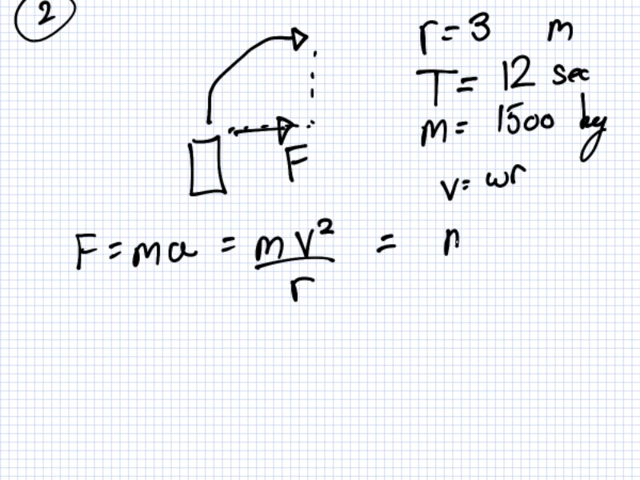 2
r = 3 m
T = 12 sec
m = 1500 kg
F
v = ωr
F = ma = mv²/r = m